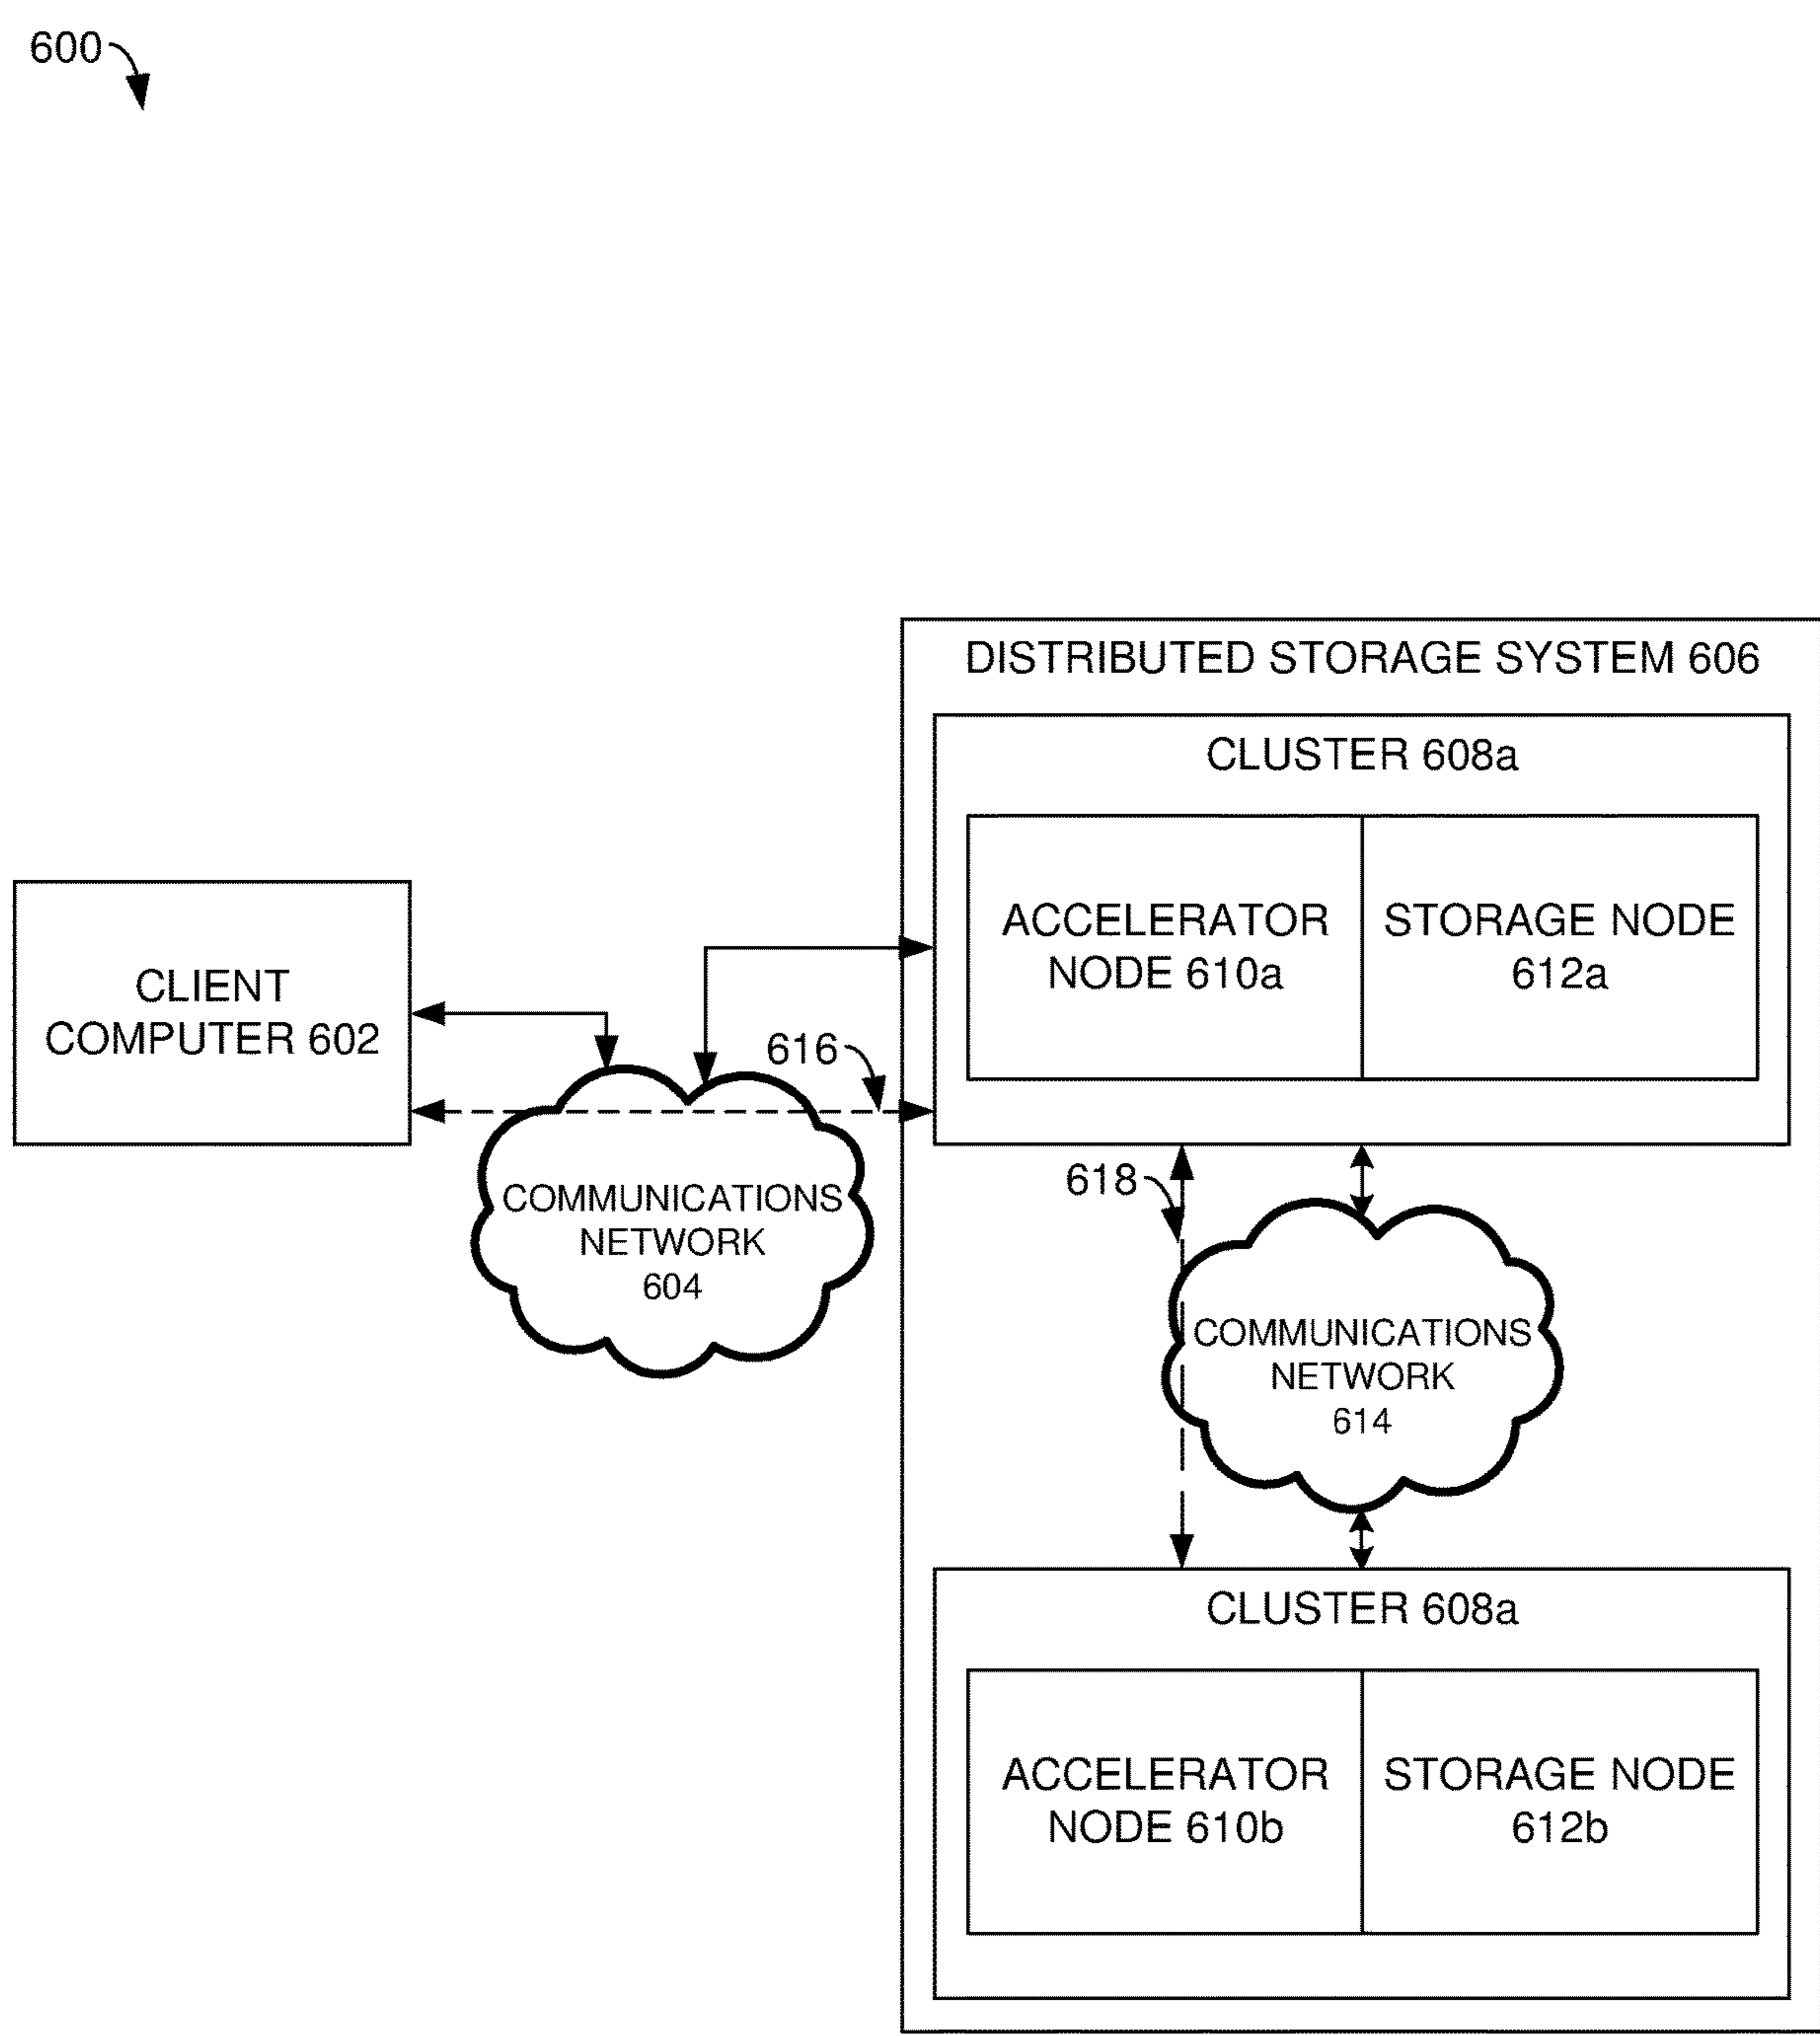 600
DISTRIBUTED STORAGE SYSTEM 606
CLUSTER 608a
ACCELERATOR
NODE 610a
STORAGE NODE
612a
CLIENT
COMPUTER 602
616
COMMUNICATIONS
NETWORK
604
618
COMMUNICATIONS
NETWORK
614
CLUSTER 608a
ACCELERATOR
NODE 610b
STORAGE NODE
612b